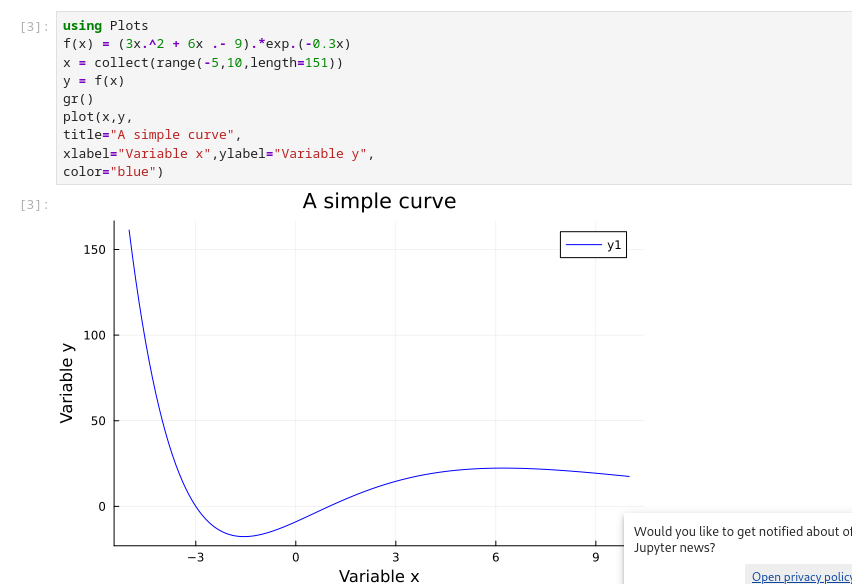 [3]:
using Plots
f(x) = (3x.^2 + 6x .- 9).*exp.(-0.3x)
x = collect(range(-5,10,length=151))
y = f(x)
gr()
plot(x,y,
title="A simple curve",
xlabel="Variable x",ylabel="Variable y",
color="blue")
[3]:
A simple curve
y1
150
100
50
0
Variable y
−3 0 3 6 9
Variable x
Would you like to get notified about of
Jupyter news?
Open privacy policy